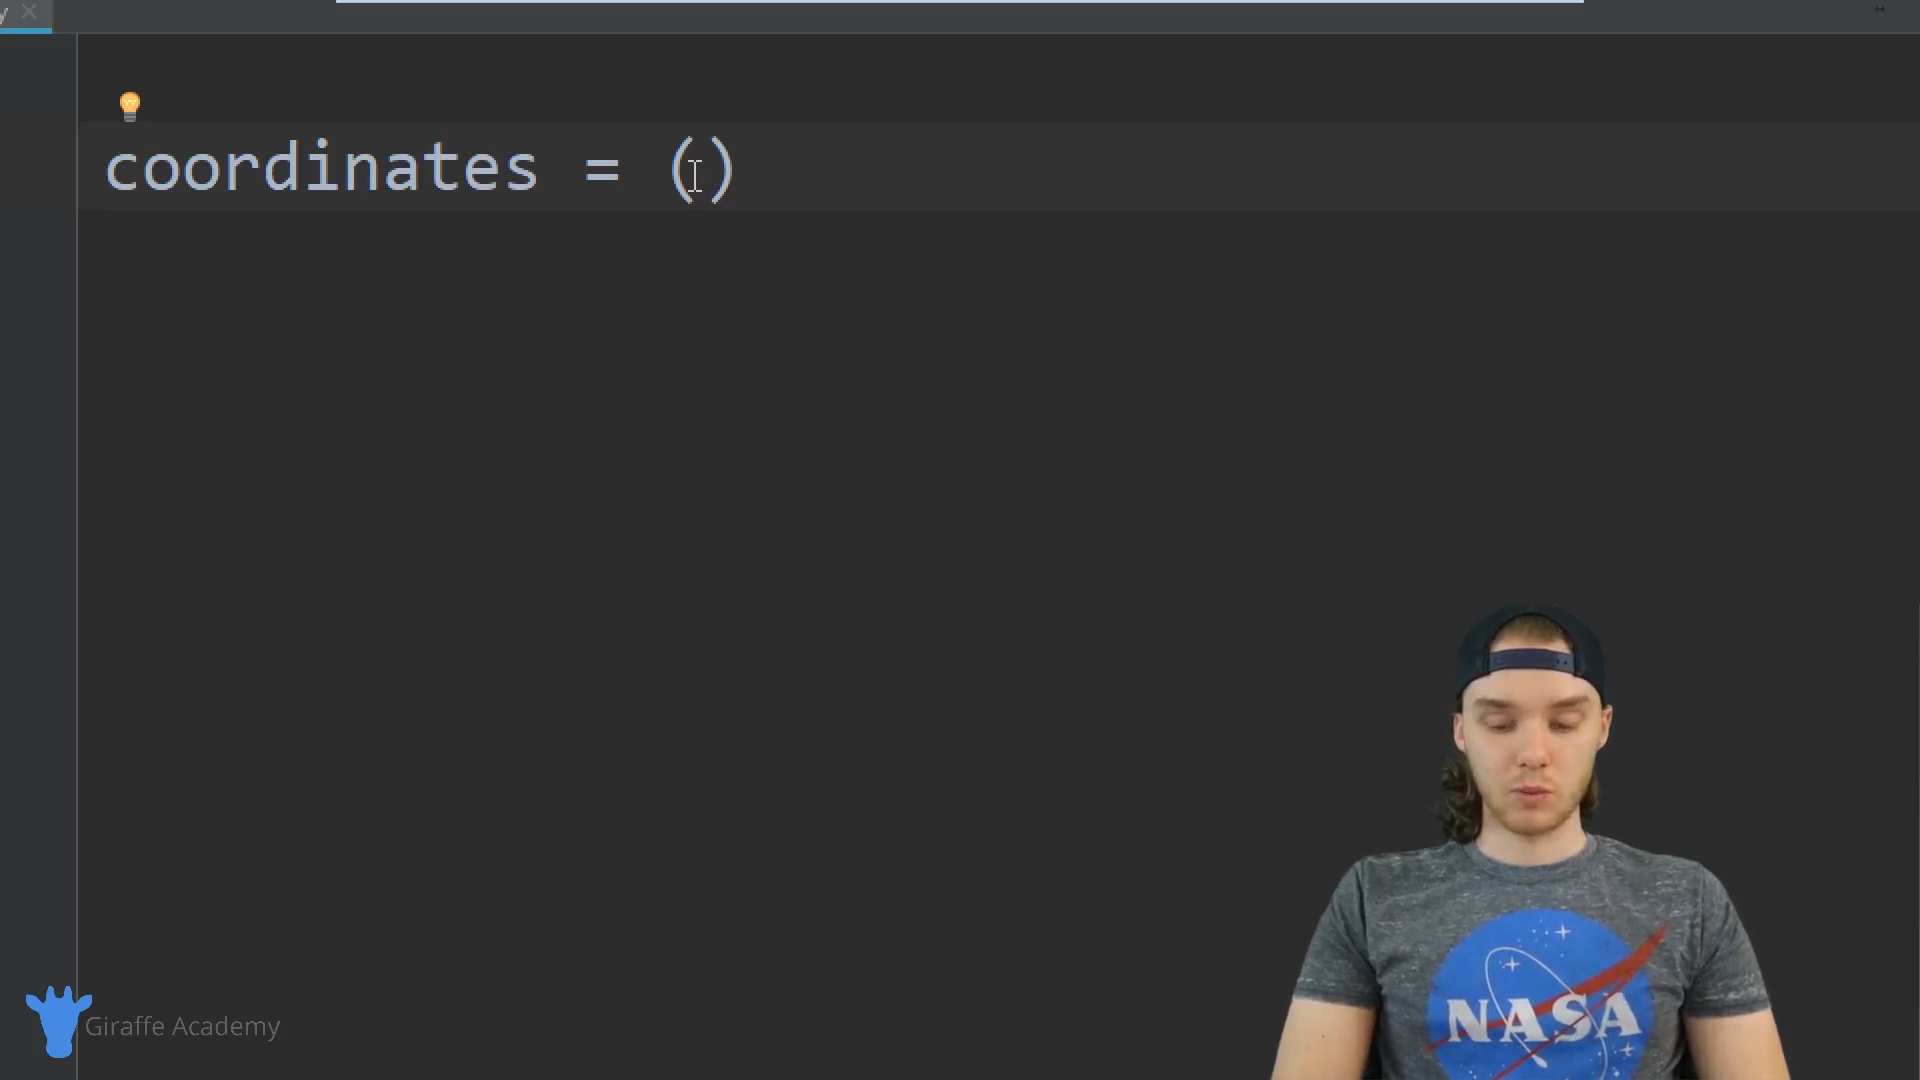 y
coordinates = ()
NASA
Giraffe Academy